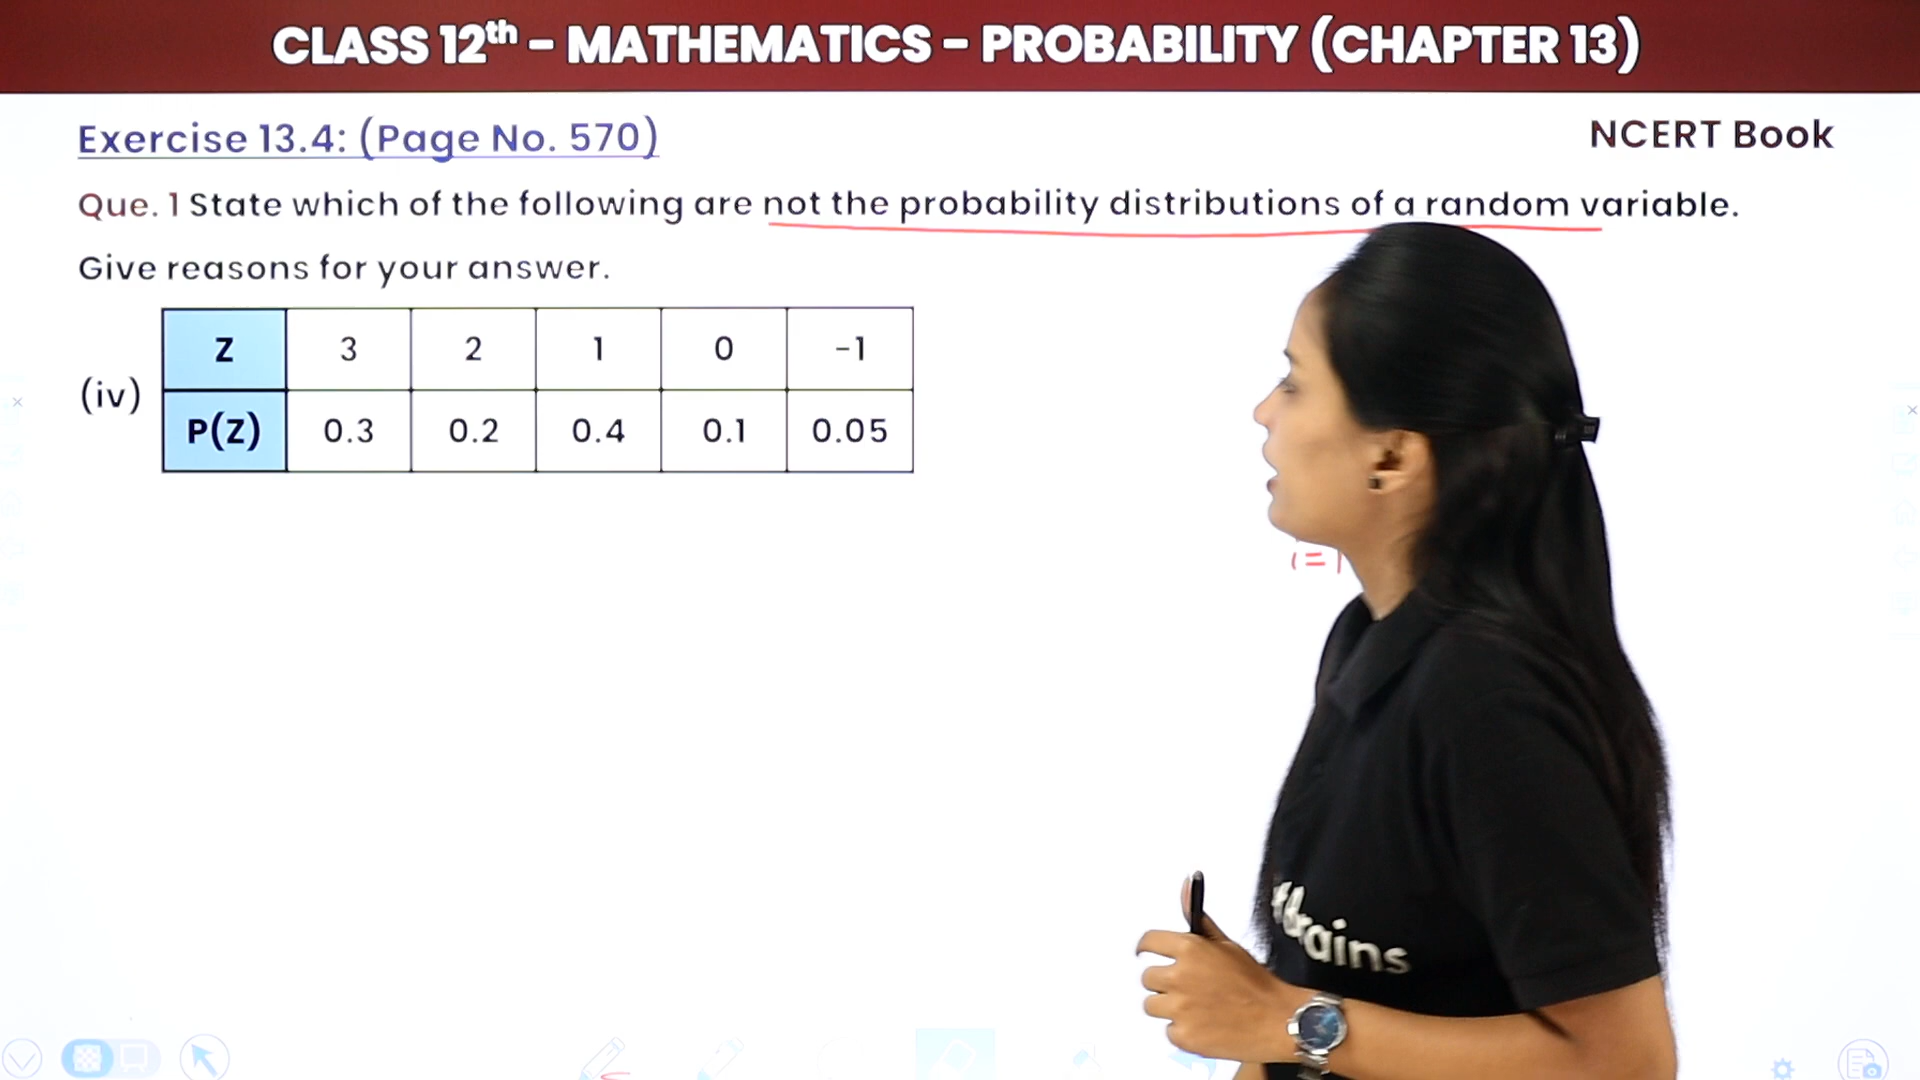 CLASS 12th – MATHEMATICS – PROBABILITY (CHAPTER 13)
Exercise 13.4: (Page No. 570)
NCERT Book
Que. 1 State which of the following are not the probability distributions of a random variable.
Give reasons for your answer.
(iv)
Z 3 2 1 0 -1
P(Z) 0.3 0.2 0.4 0.1 0.05
i=1